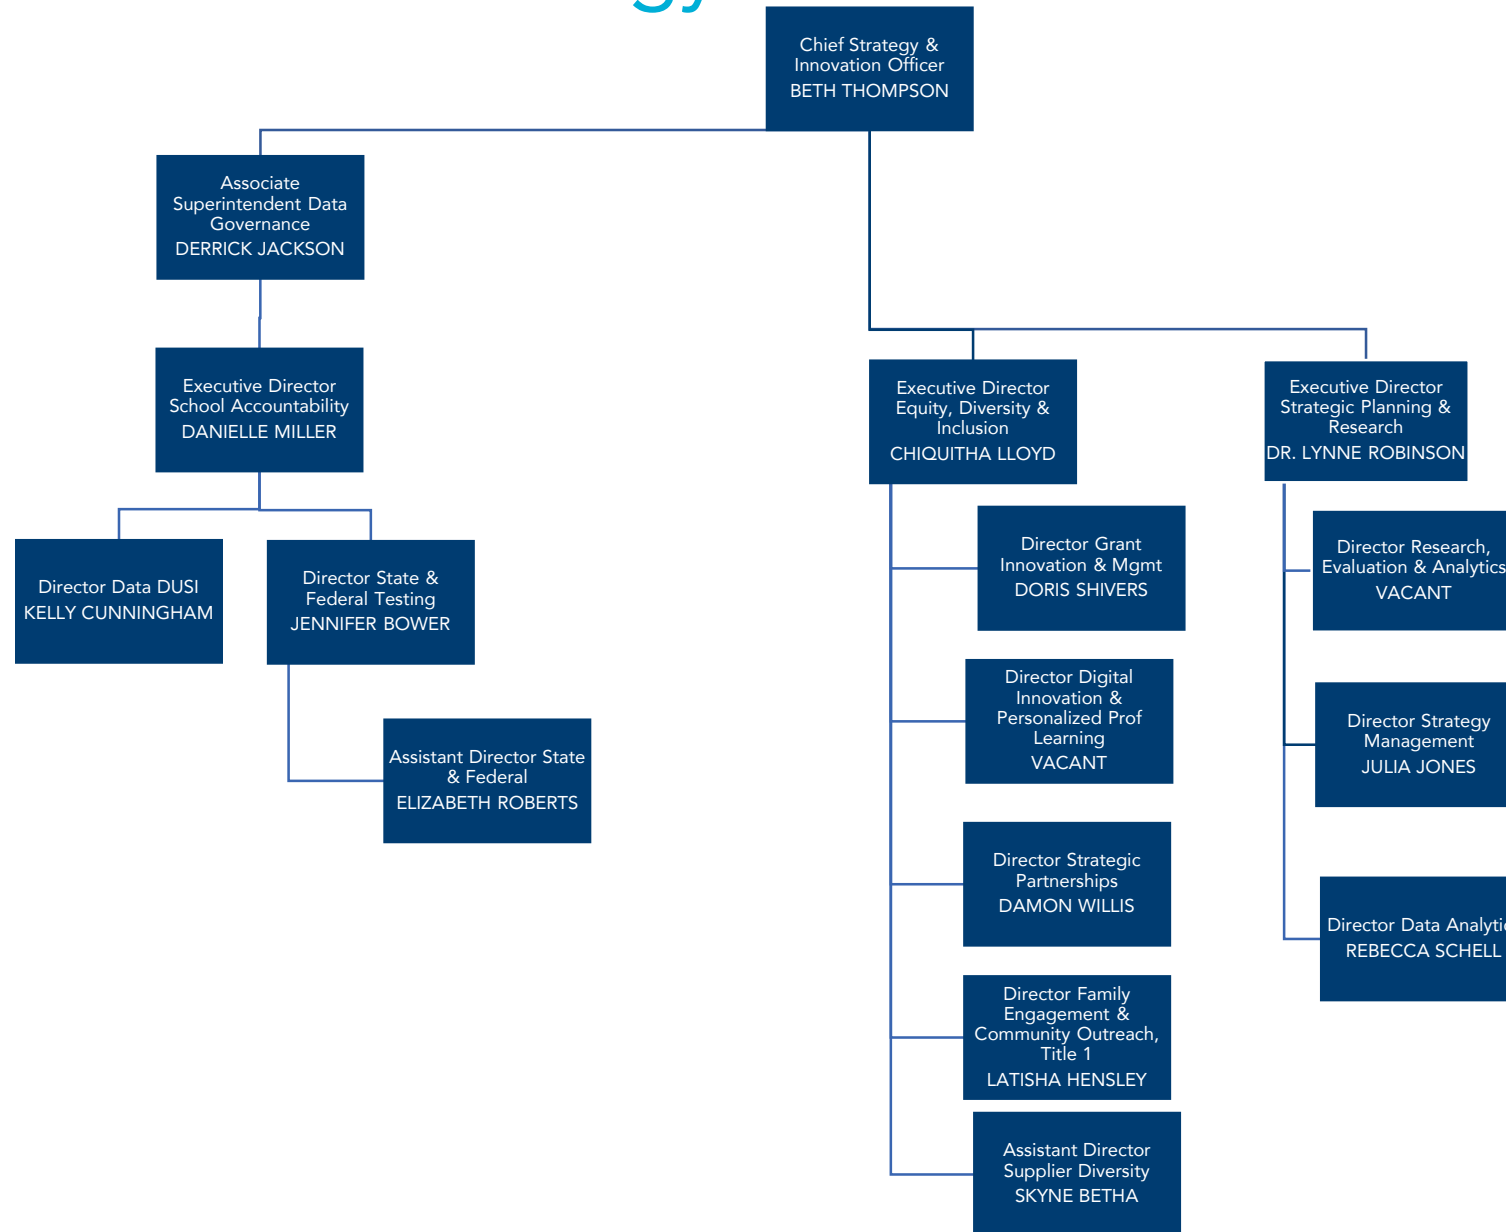 Chief Strategy &
Innovation Officer
BETH THOMPSON
Associate
Superintendent Data
Governance
DERRICK JACKSON
Executive Director
School Accountability
DANIELLE MILLER
Executive Director
Equity, Diversity &
Inclusion
CHIQUITHA LLOYD
Executive Director
Strategic Planning &
Research
DR. LYNNE ROBINSON
Director Data DUSI
KELLY CUNNINGHAM
Director State &
Federal Testing
JENNIFER BOWER
Assistant Director State
& Federal
ELIZABETH ROBERTS
Director Grant
Innovation & Mgmt
DORIS SHIVERS
Director Digital
Innovation &
Personalized Prof
Learning
VACANT
Director Strategic
Partnerships
DAMON WILLIS
Director Family
Engagement &
Community Outreach,
Title 1
LATISHA HENSLEY
Assistant Director
Supplier Diversity
SKYNE BETHA
Director Research,
Evaluation & Analytics
VACANT
Director Strategy
Management
JULIA JONES
Director Data
REBECCA SCHELL